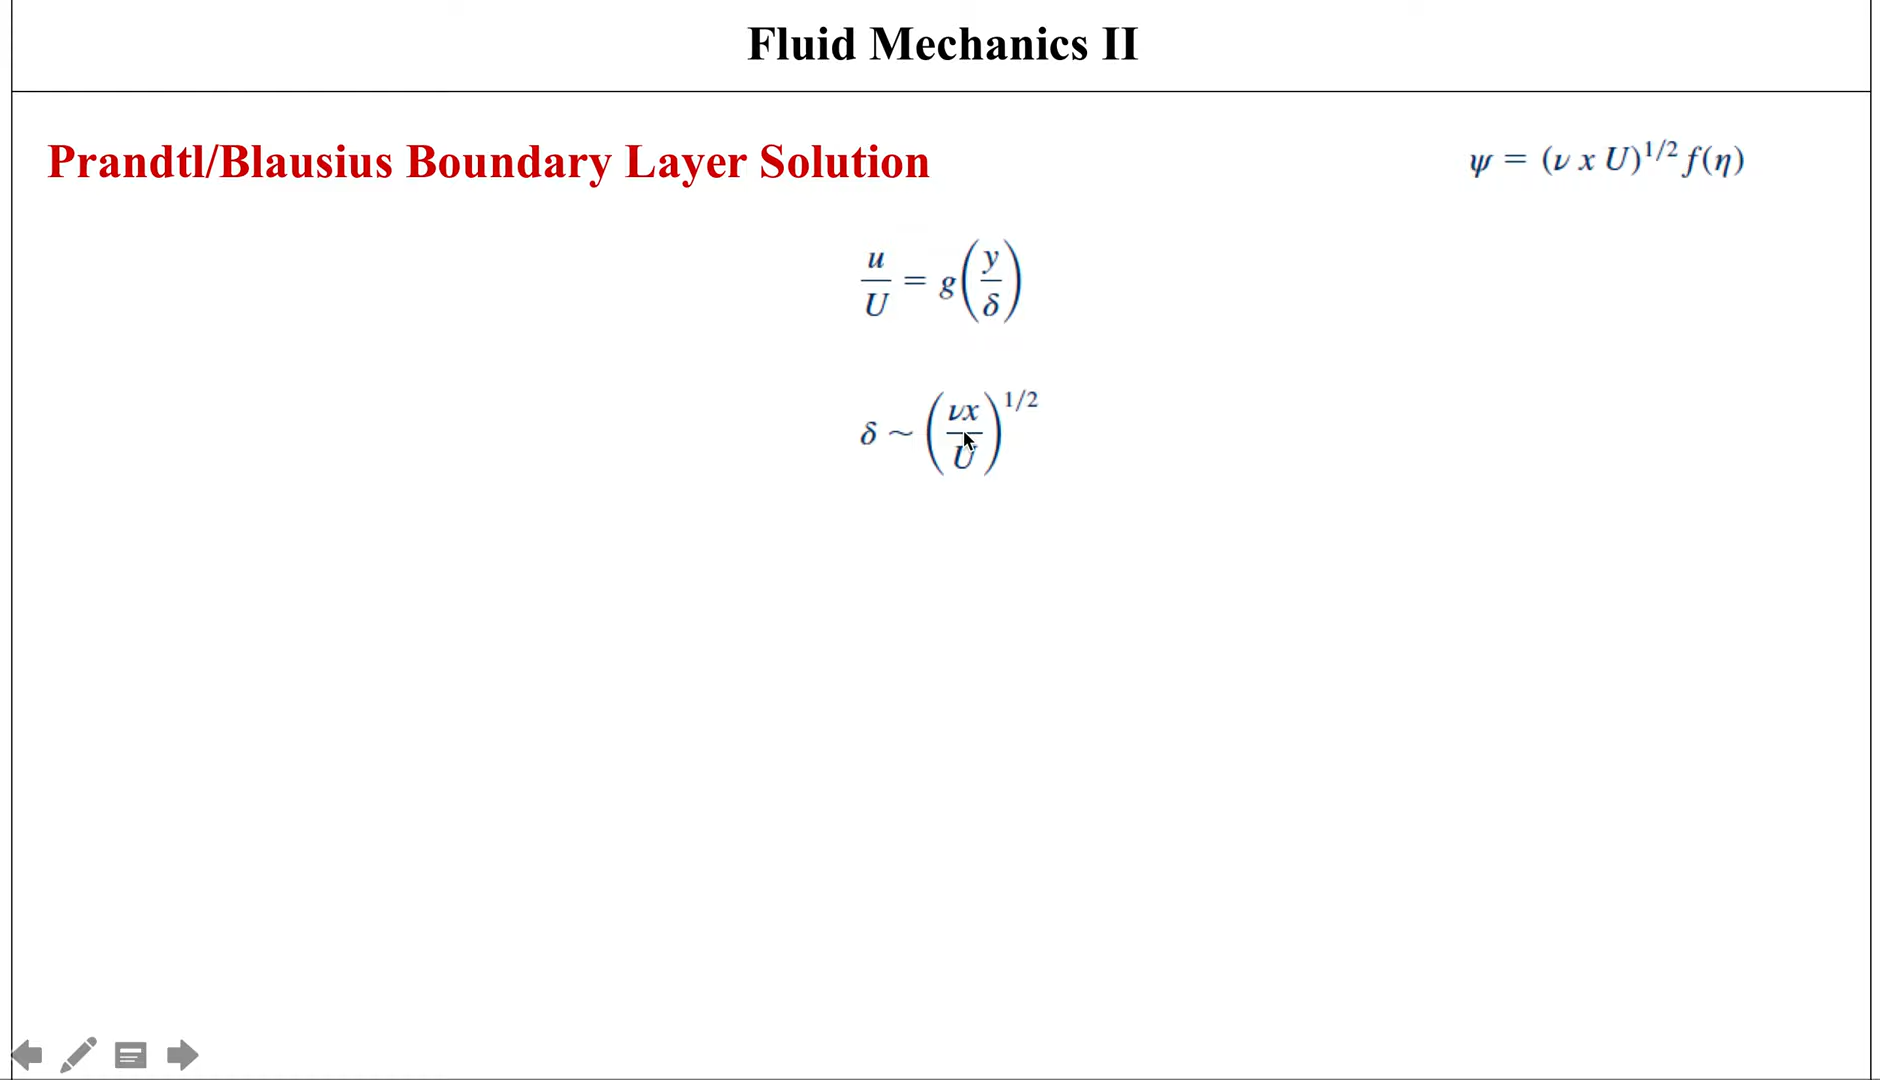 Fluid Mechanics II
Prandtl/Blausius Boundary Layer Solution
ψ = (ν x U)^{1/2} f(η)
u/U = g(y/δ)
δ ~ (νx/U)^{1/2}